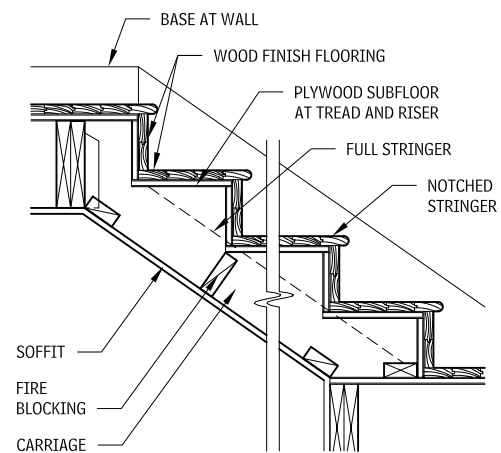 BASE AT WALL
WOOD FINISH FLOORING
PLYWOOD SUBFLOOR
AT TREAD AND RISER
FULL STRINGER
NOTCHED
STRINGER
SOFFIT
FIRE
BLOCKING
CARRIAGE